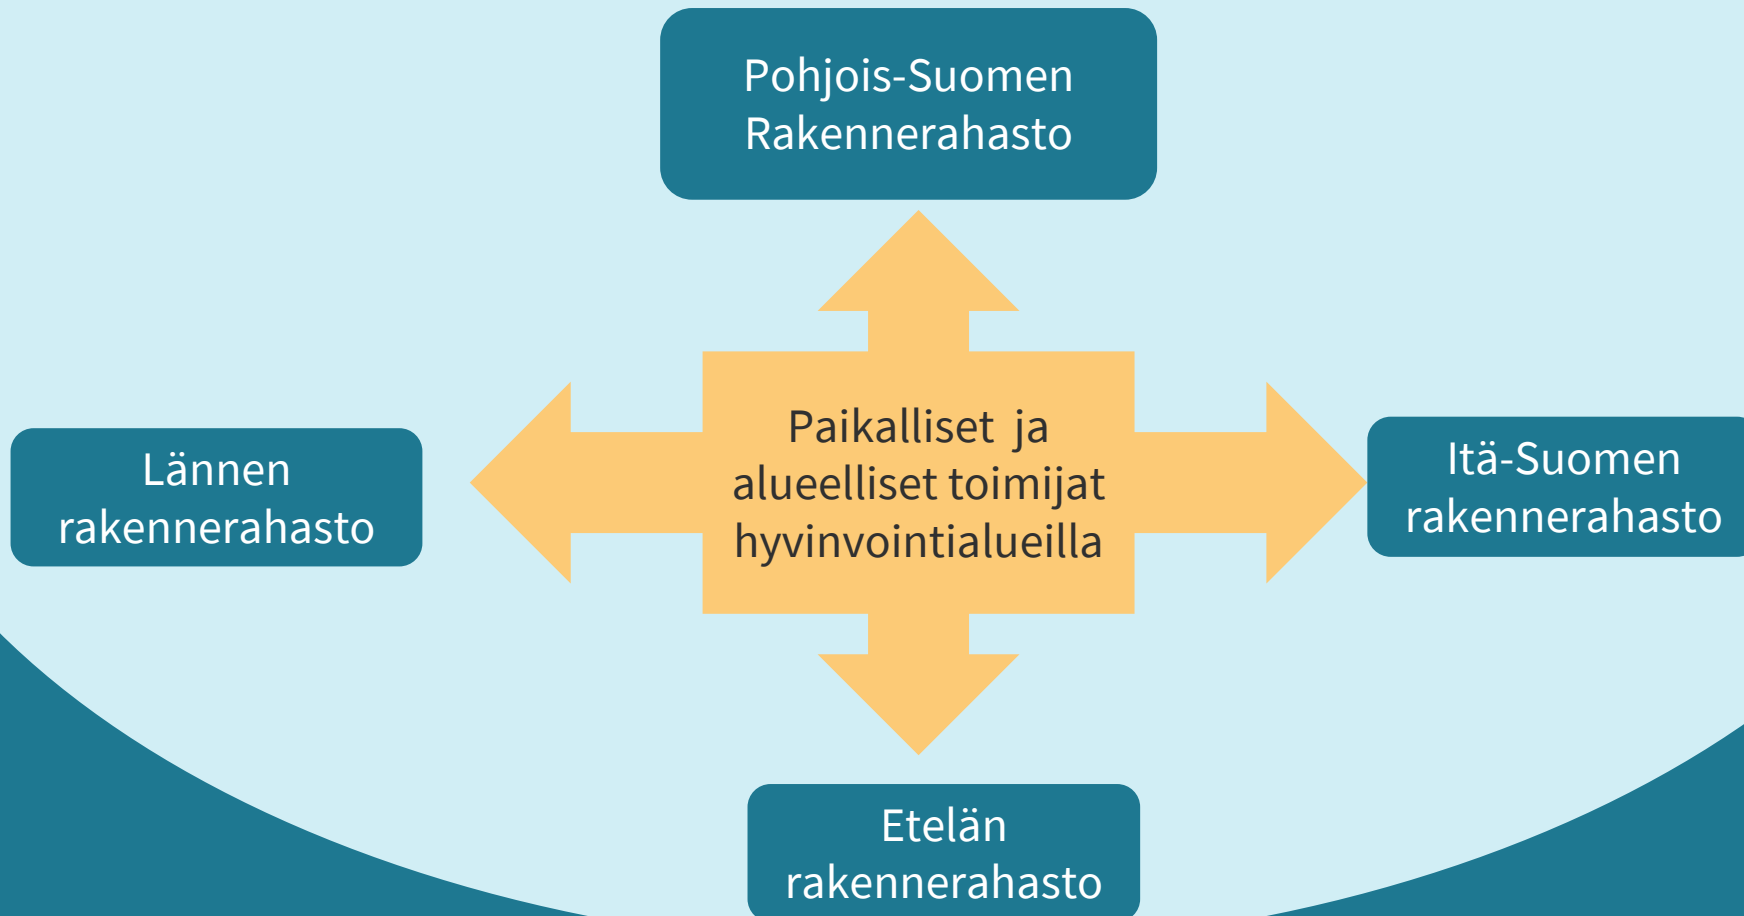 Pohjois-Suomen
Rakennerahasto
Lännen
rakennerahasto
Paikalliset  ja
alueelliset toimijat
hyvinvointialueilla
Itä-Suomen
rakennerahasto
Etelän
rakennerahasto